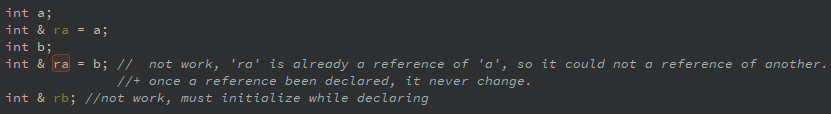 int a;
int & ra = a;
int b;
int & ra = b; //  not work, 'ra' is already a reference of 'a', so it could not a reference of another.
              //+ once a reference been declared, it never change.
int & rb; //not work, must initialize while declaring